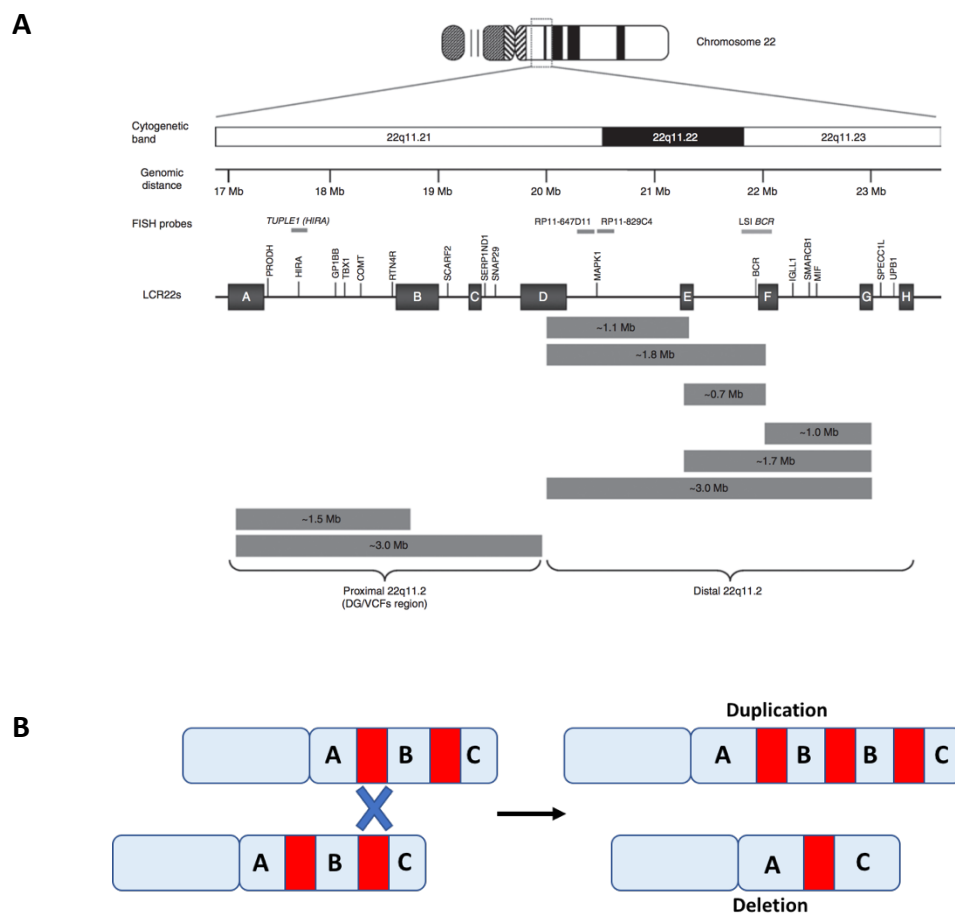 A
Chromosome 22
Cytogenetic
band
22q11.21
22q11.22
22q11.23
Genomic
distance
17 Mb
18 Mb
19 Mb
20 Mb
21 Mb
22 Mb
23 Mb
FISH probes
TUPLE1 (HIRA)
RP11-647D11
RP11-829C4
LSI BCR
PRODH
HIRA
GP1BB
TBX1
COMT
RTN4R
SCARF2
SERP1ND1
SNAP29
MAPK1
BCR
IGLL1
SMARCB1
MIF
SPECC1L
UPB1
LCR22s
A
B
C
D
E
F
G
H
~1.1 Mb
~1.8 Mb
~0.7 Mb
~1.0 Mb
~1.7 Mb
~3.0 Mb
~1.5 Mb
~3.0 Mb
Proximal 22q11.2
(DG/VCFs region)
Distal 22q11.2
B
A B C
A B C
Duplication
A B B C
A C
Deletion